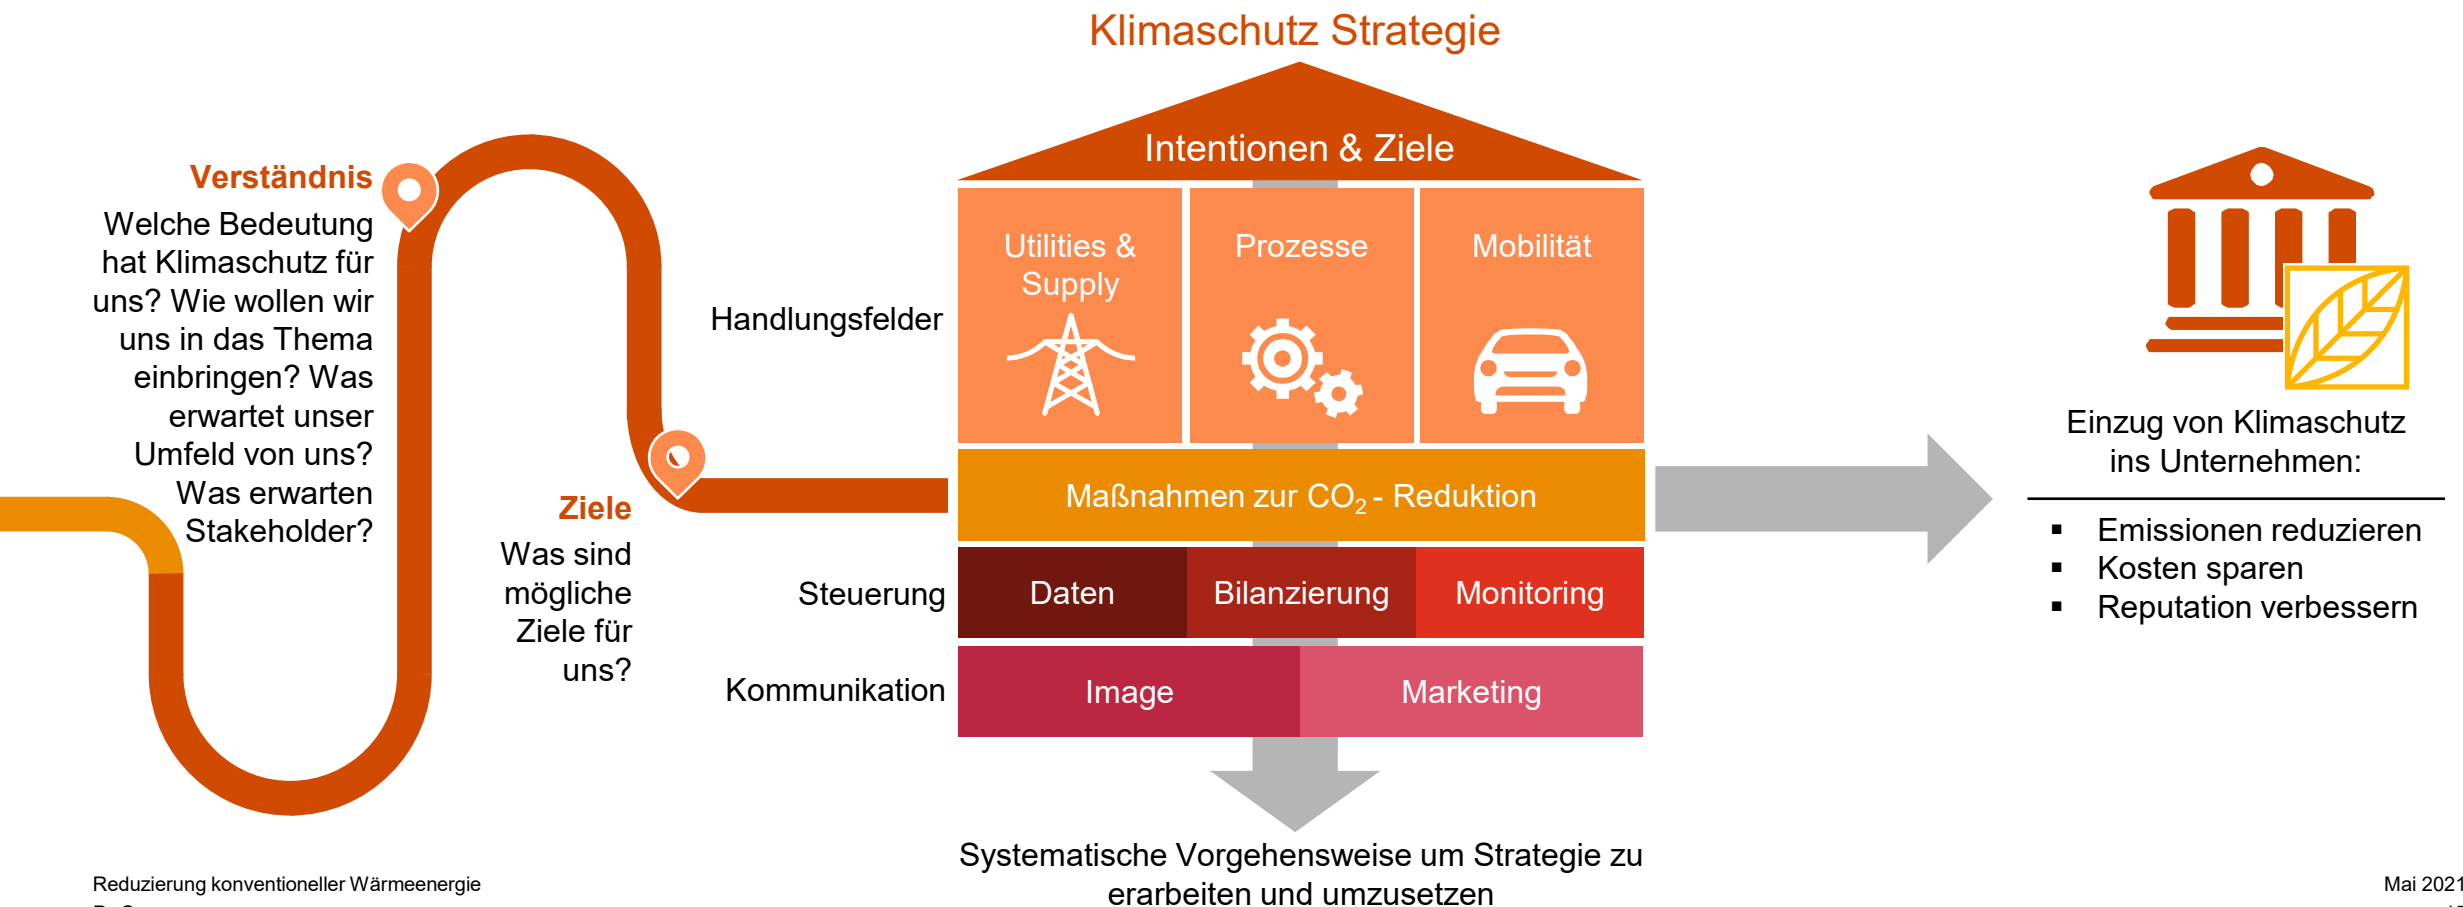 Klimaschutz Strategie
Verständnis
Welche Bedeutung
hat Klimaschutz für
uns? Wie wollen wir
uns in das Thema
einbringen? Was
erwartet unser
Umfeld von uns?
Was erwarten
Stakeholder?
Ziele
Was sind
mögliche
Ziele für
uns?
Intentionen & Ziele
Handlungsfelder
Utilities &
Supply
Prozesse
Mobilität
Maßnahmen zur CO₂ - Reduktion
Steuerung
Daten
Bilanzierung
Monitoring
Kommunikation
Image
Marketing
Systematische Vorgehensweise um Strategie zu
erarbeiten und umzusetzen
Einzug von Klimaschutz
ins Unternehmen:
▪ Emissionen reduzieren
▪ Kosten sparen
▪ Reputation verbessern
Reduzierung konventioneller Wärmeenergie
Mai 2021